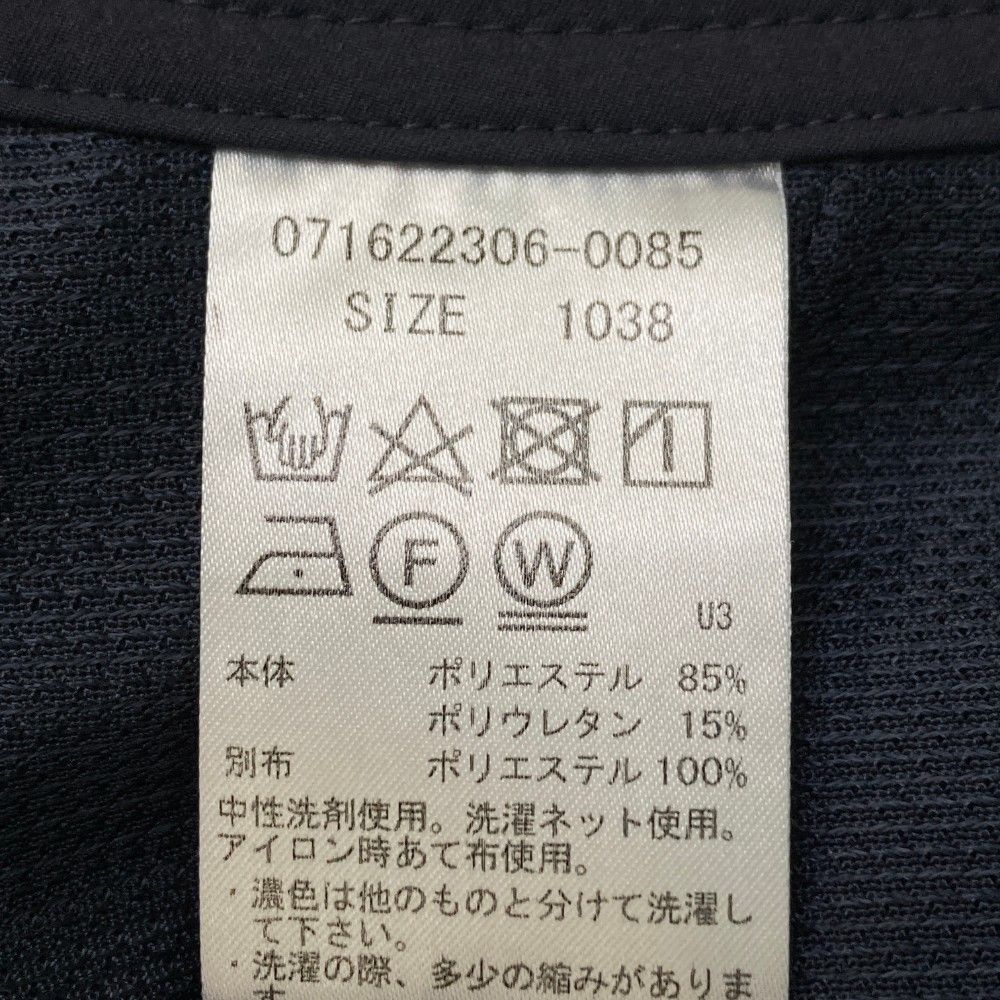 071622306-0085
SIZE 1038
F W
U3
本体 ポリエステル 85%
ポリウレタン 15%
別布 ポリエステル 100%
中性洗剤使用。洗濯ネット使用。
アイロン時あて布使用。
・濃色は他のものと分けて洗濯し
て下さい。
・洗濯の際、多少の縮みがありま
す